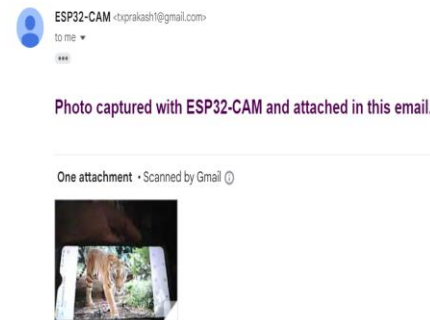 ESP32-CAM <txprakash1@gmail.com>
to me
Photo captured with ESP32-CAM and attached in this email.
One attachment • Scanned by Gmail